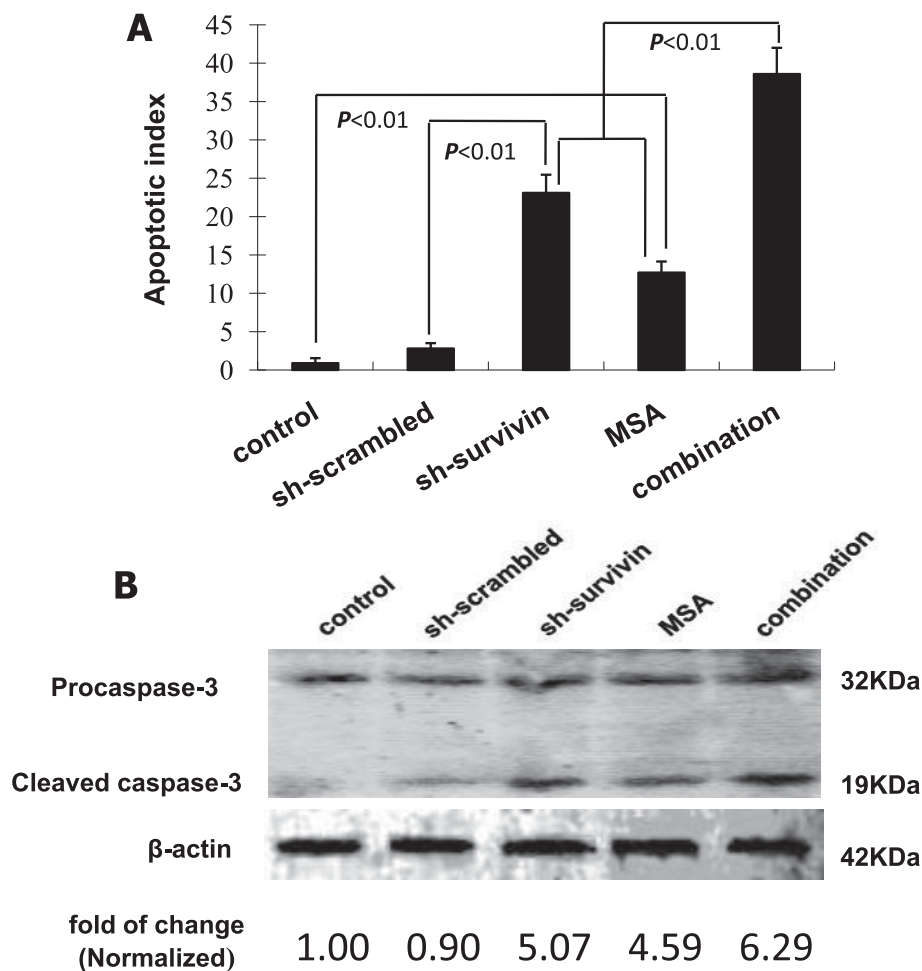 A
Apoptotic index
45
40
35
30
25
20
15
10
5
0
P<0.01
P<0.01
P<0.01
control
sh-scrambled
sh-survivin
MSA
combination
B
control
sh-scrambled
sh-survivin
MSA
combination
Procaspase-3
32KDa
Cleaved caspase-3
19KDa
β-actin
42KDa
fold of change
(Normalized)
1.00 0.90 5.07 4.59 6.29